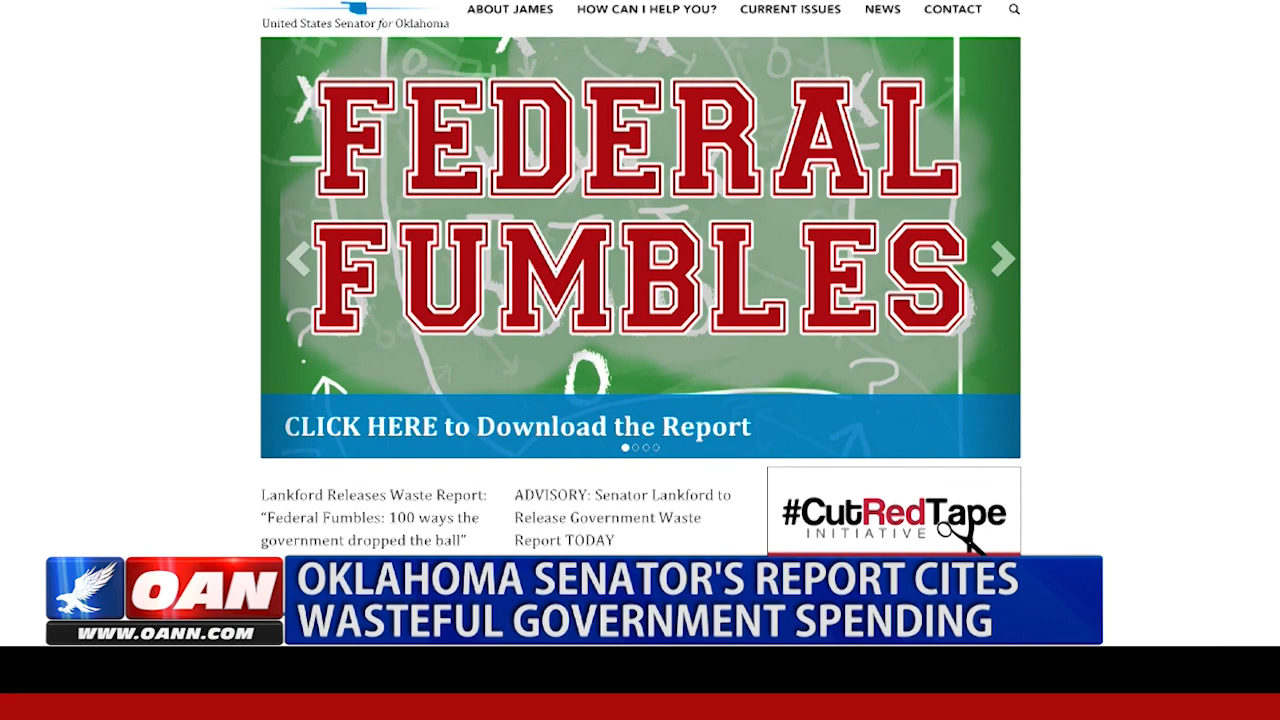 ABOUT JAMES HOW CAN I HELP YOU? CURRENT ISSUES NEWS CONTACT
United States Senator for Oklahoma
FEDERAL
FUMBLES
CLICK HERE to Download the Report
Lankford Releases Waste Report:
“Federal Fumbles: 100 ways the
government dropped the ball”
ADVISORY: Senator Lankford to
Release Government Waste
Report TODAY
#CutRedTape
INITIATIVE
OAN
WWW.OANN.COM
OKLAHOMA SENATOR'S REPORT CITES
WASTEFUL GOVERNMENT SPENDING